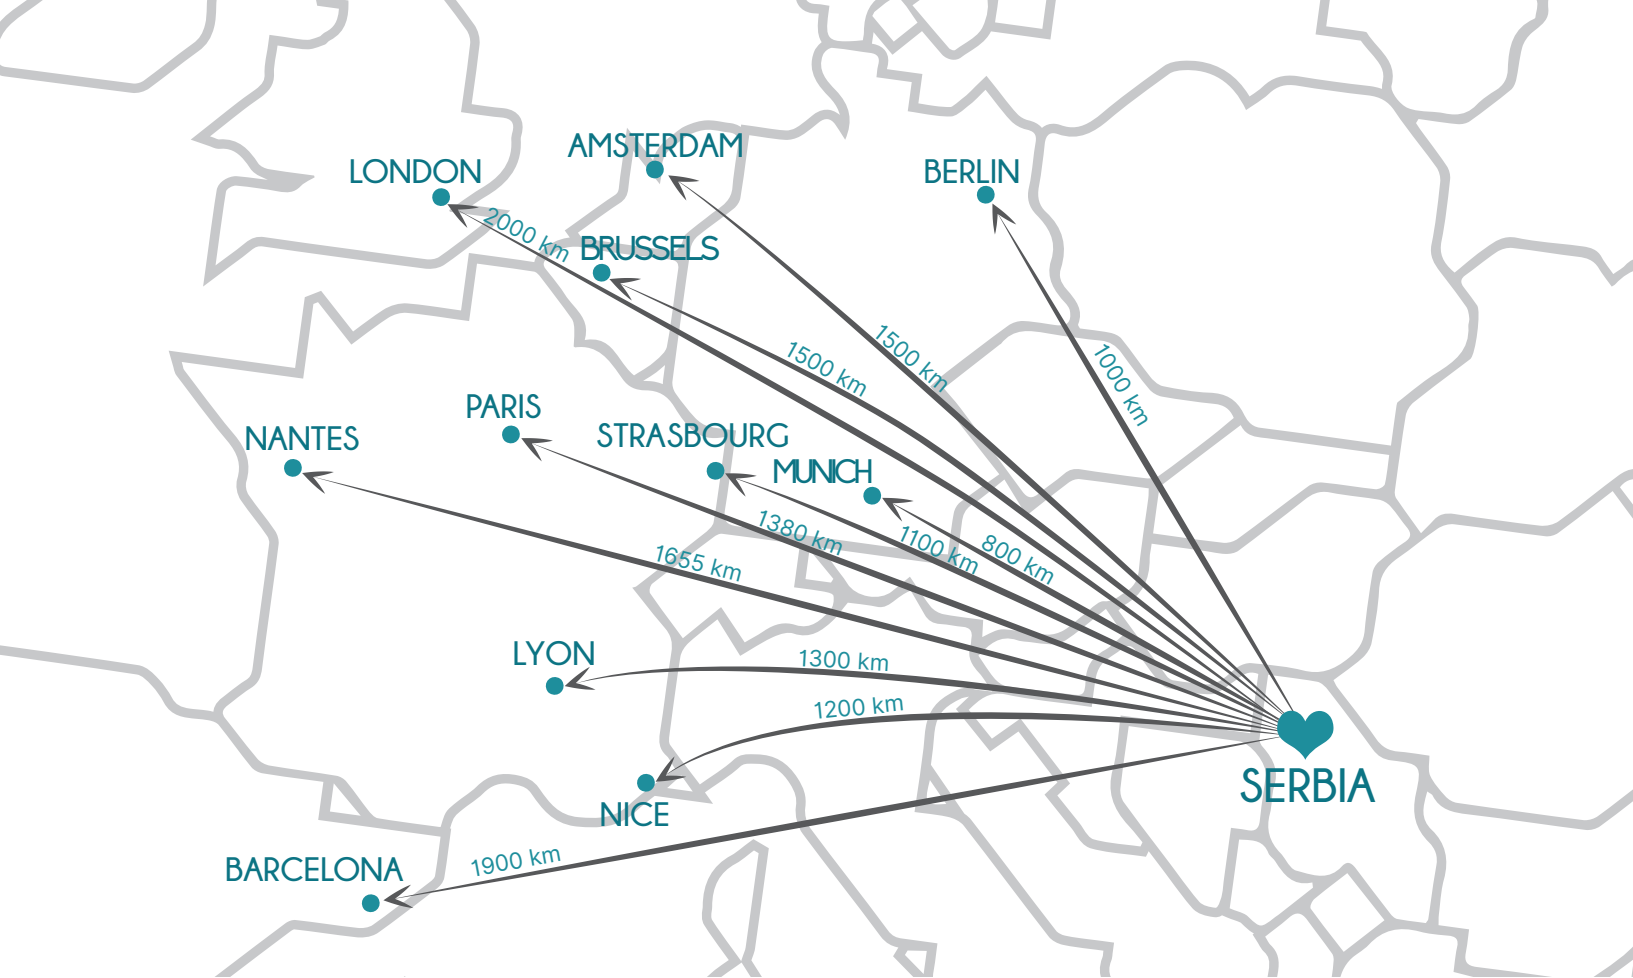 AMSTERDAM
LONDON
BERLIN
2000 km
BRUSSELS
1500 km
1500 km
1000 km
PARIS
NANTES
STRASBOURG
MUNICH
1380 km
1100 km
800 km
1655 km
LYON
1300 km
1200 km
SERBIA
NICE
1900 km
BARCELONA